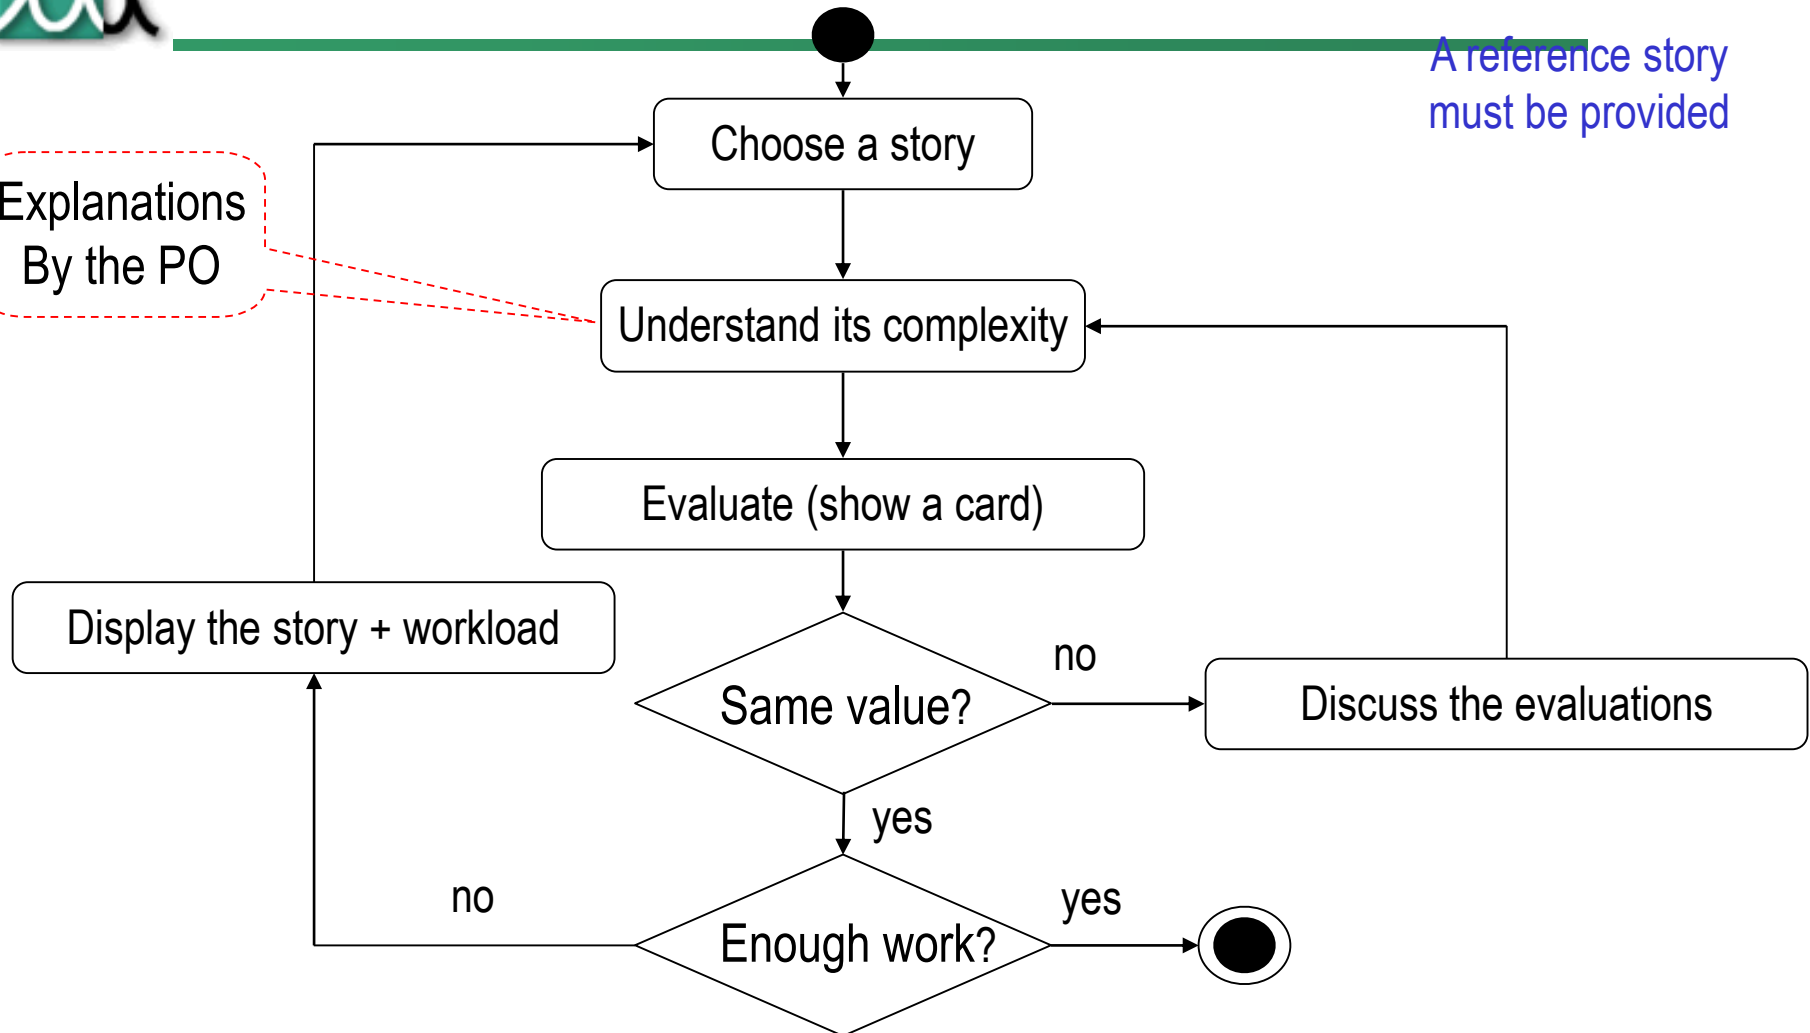 A reference story
must be provided
Choose a story
Explanations
By the PO
Understand its complexity
Evaluate (show a card)
Display the story + workload
no
Same value?
Discuss the evaluations
yes
no
yes
Enough work?